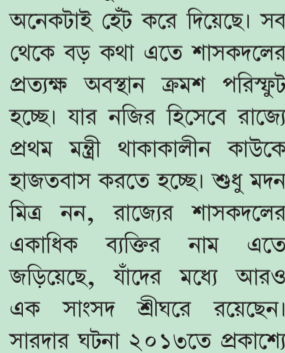 অনেকটাই হেঁট করে দিয়েছে। সব
থেকে বড় কথা এতে শাসকদলের
প্রত্যক্ষ অবস্থান ক্রমশ পরিস্ফুট
হচ্ছে। যার নজির হিসেবে রাজ্যে
প্রথম মন্ত্রী থাকাকালীন কাউকে
হাজতবাস করতে হচ্ছে। শুধু মদন
মিত্র নন, রাজ্যের শাসকদলের
একাধিক ব্যক্তির নাম এতে
জড়িয়েছে, যাঁদের মধ্যে আরও
এক সাংসদ শ্রীঘরে রয়েছেন।
সারদার ঘটনা ২০১৩তে প্রকাশ্যে